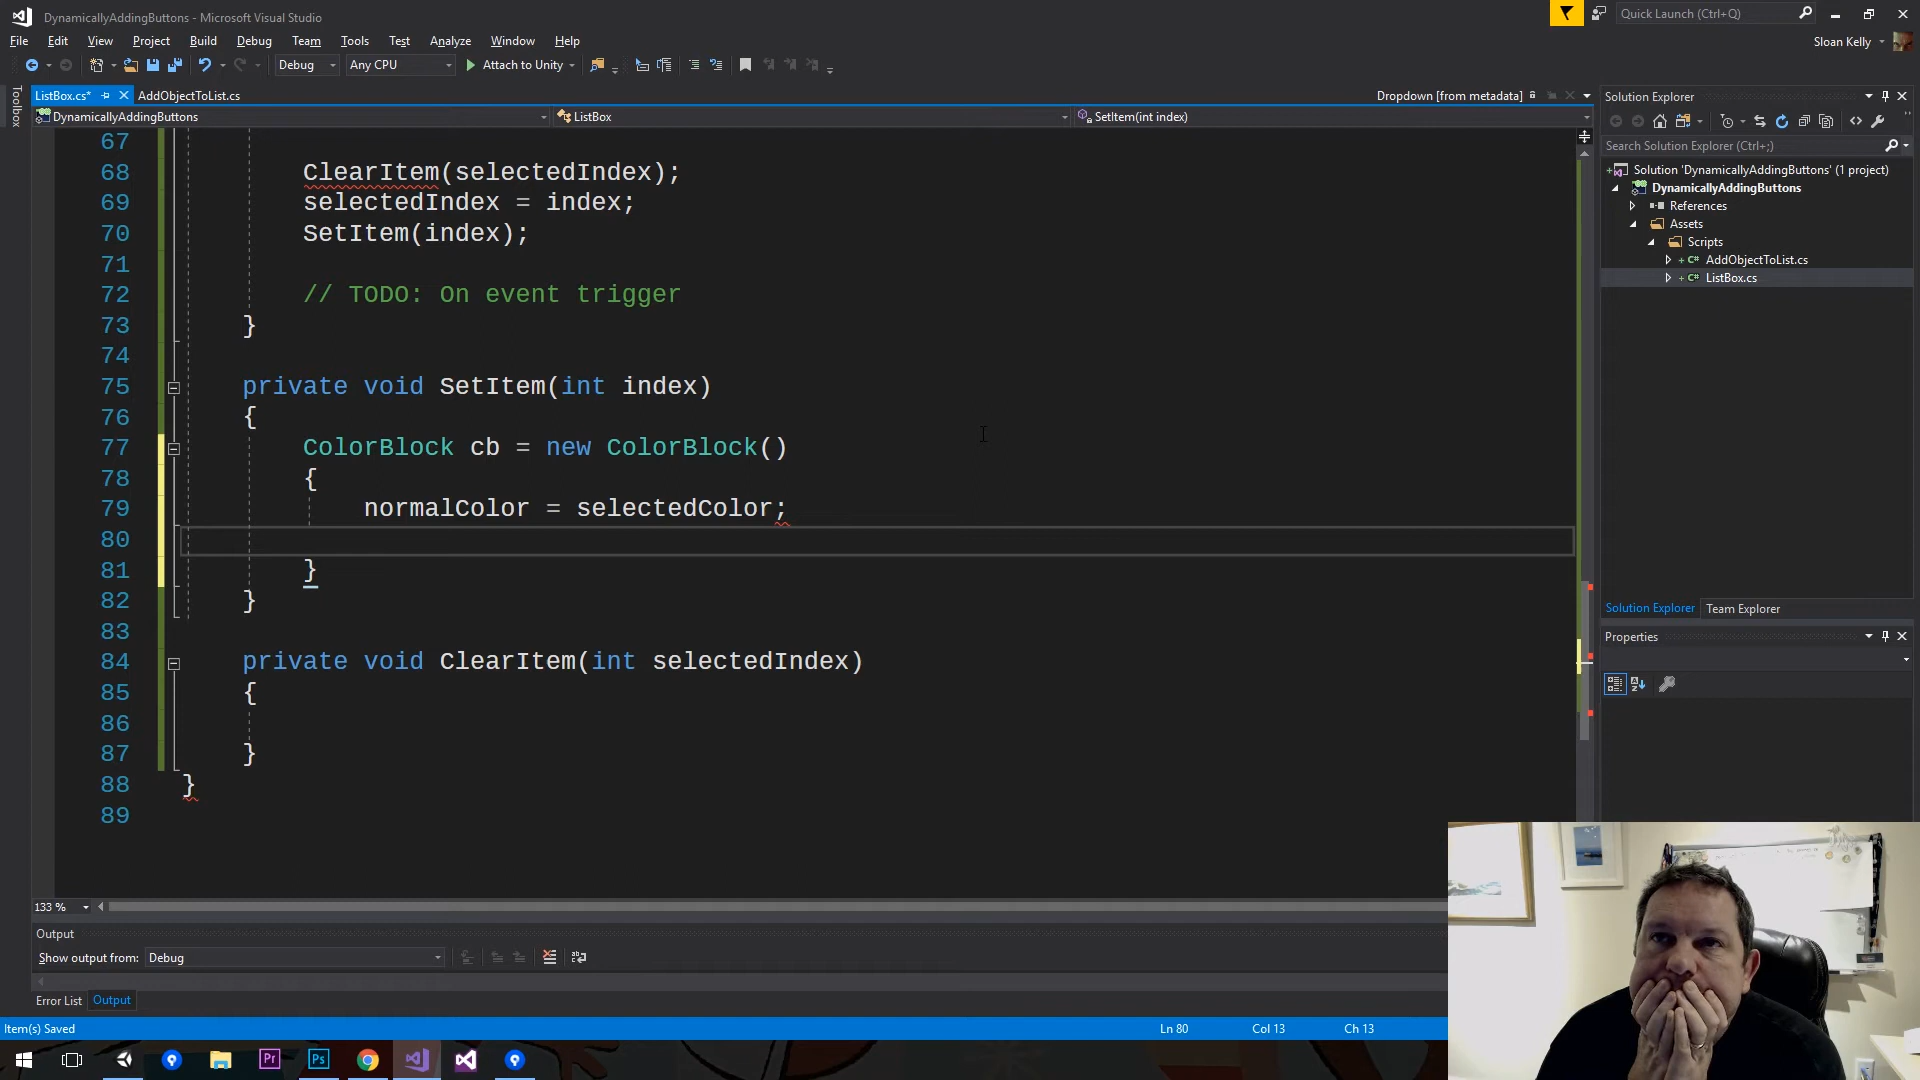 DynamicallyAddingButtons - Microsoft Visual Studio
Quick Launch (Ctrl+Q)
File Edit View Project Build Debug Team Tools Test Analyze Window Help
Sloan Kelly
Debug Any CPU Attach to Unity
Toolbox
ListBox.cs* AddObjectToList.cs
Dropdown [from metadata]
DynamicallyAddingButtons ListBox SetItem(int index)
67
68 ClearItem(selectedIndex);
69 selectedIndex = index;
70 SetItem(index);
71
72 // TODO: On event trigger
73 }
74
75 private void SetItem(int index)
76 {
77 ColorBlock cb = new ColorBlock()
78 {
79 normalColor = selectedColor;
80
81 }
82 }
83
84 private void ClearItem(int selectedIndex)
85 {
86
87 }
88 }
89
133 %
Output
Show output from: Debug
Error List Output
Item(s) Saved
Ln 80 Col 13 Ch 13
Solution Explorer
Search Solution Explorer (Ctrl+;)
Solution 'DynamicallyAddingButtons' (1 project)
DynamicallyAddingButtons
References
Assets
Scripts
AddObjectToList.cs
ListBox.cs
Solution Explorer Team Explorer
Properties
Pr Ps